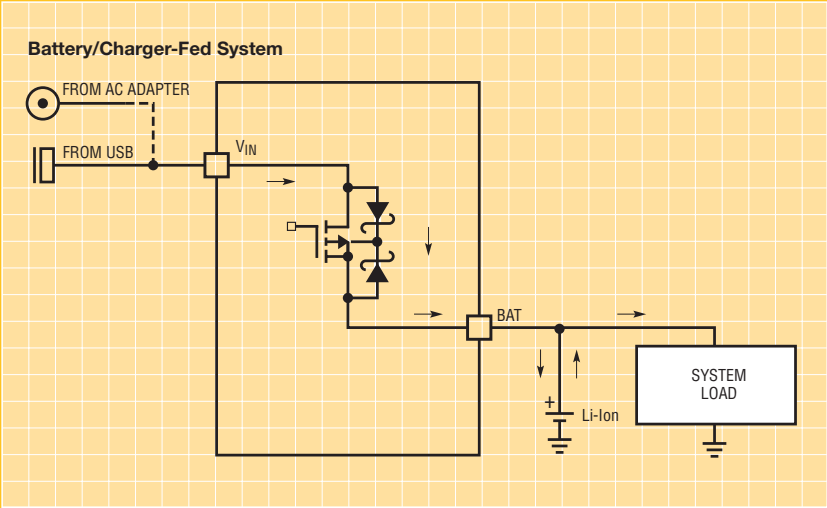 Battery/Charger-Fed System
FROM AC ADAPTER
FROM USB
VIN
BAT
+
Li-Ion
SYSTEM
LOAD